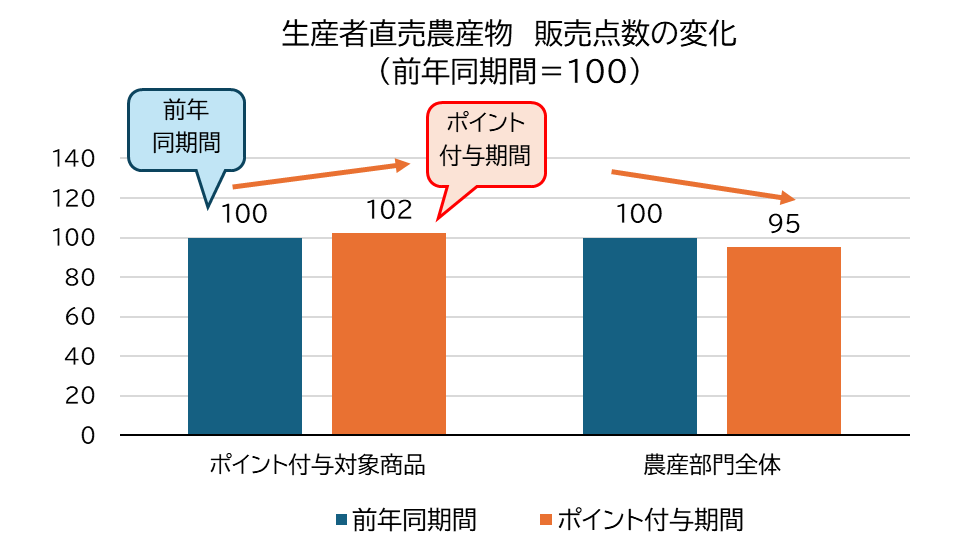 生産者直売農産物　販売点数の変化
（前年同期間＝100）
前年
同期間
ポイント
付与期間
140
120
100
80
60
40
20
0
100
102
100
95
ポイント付与対象商品
農産部門全体
前年同期間
ポイント付与期間